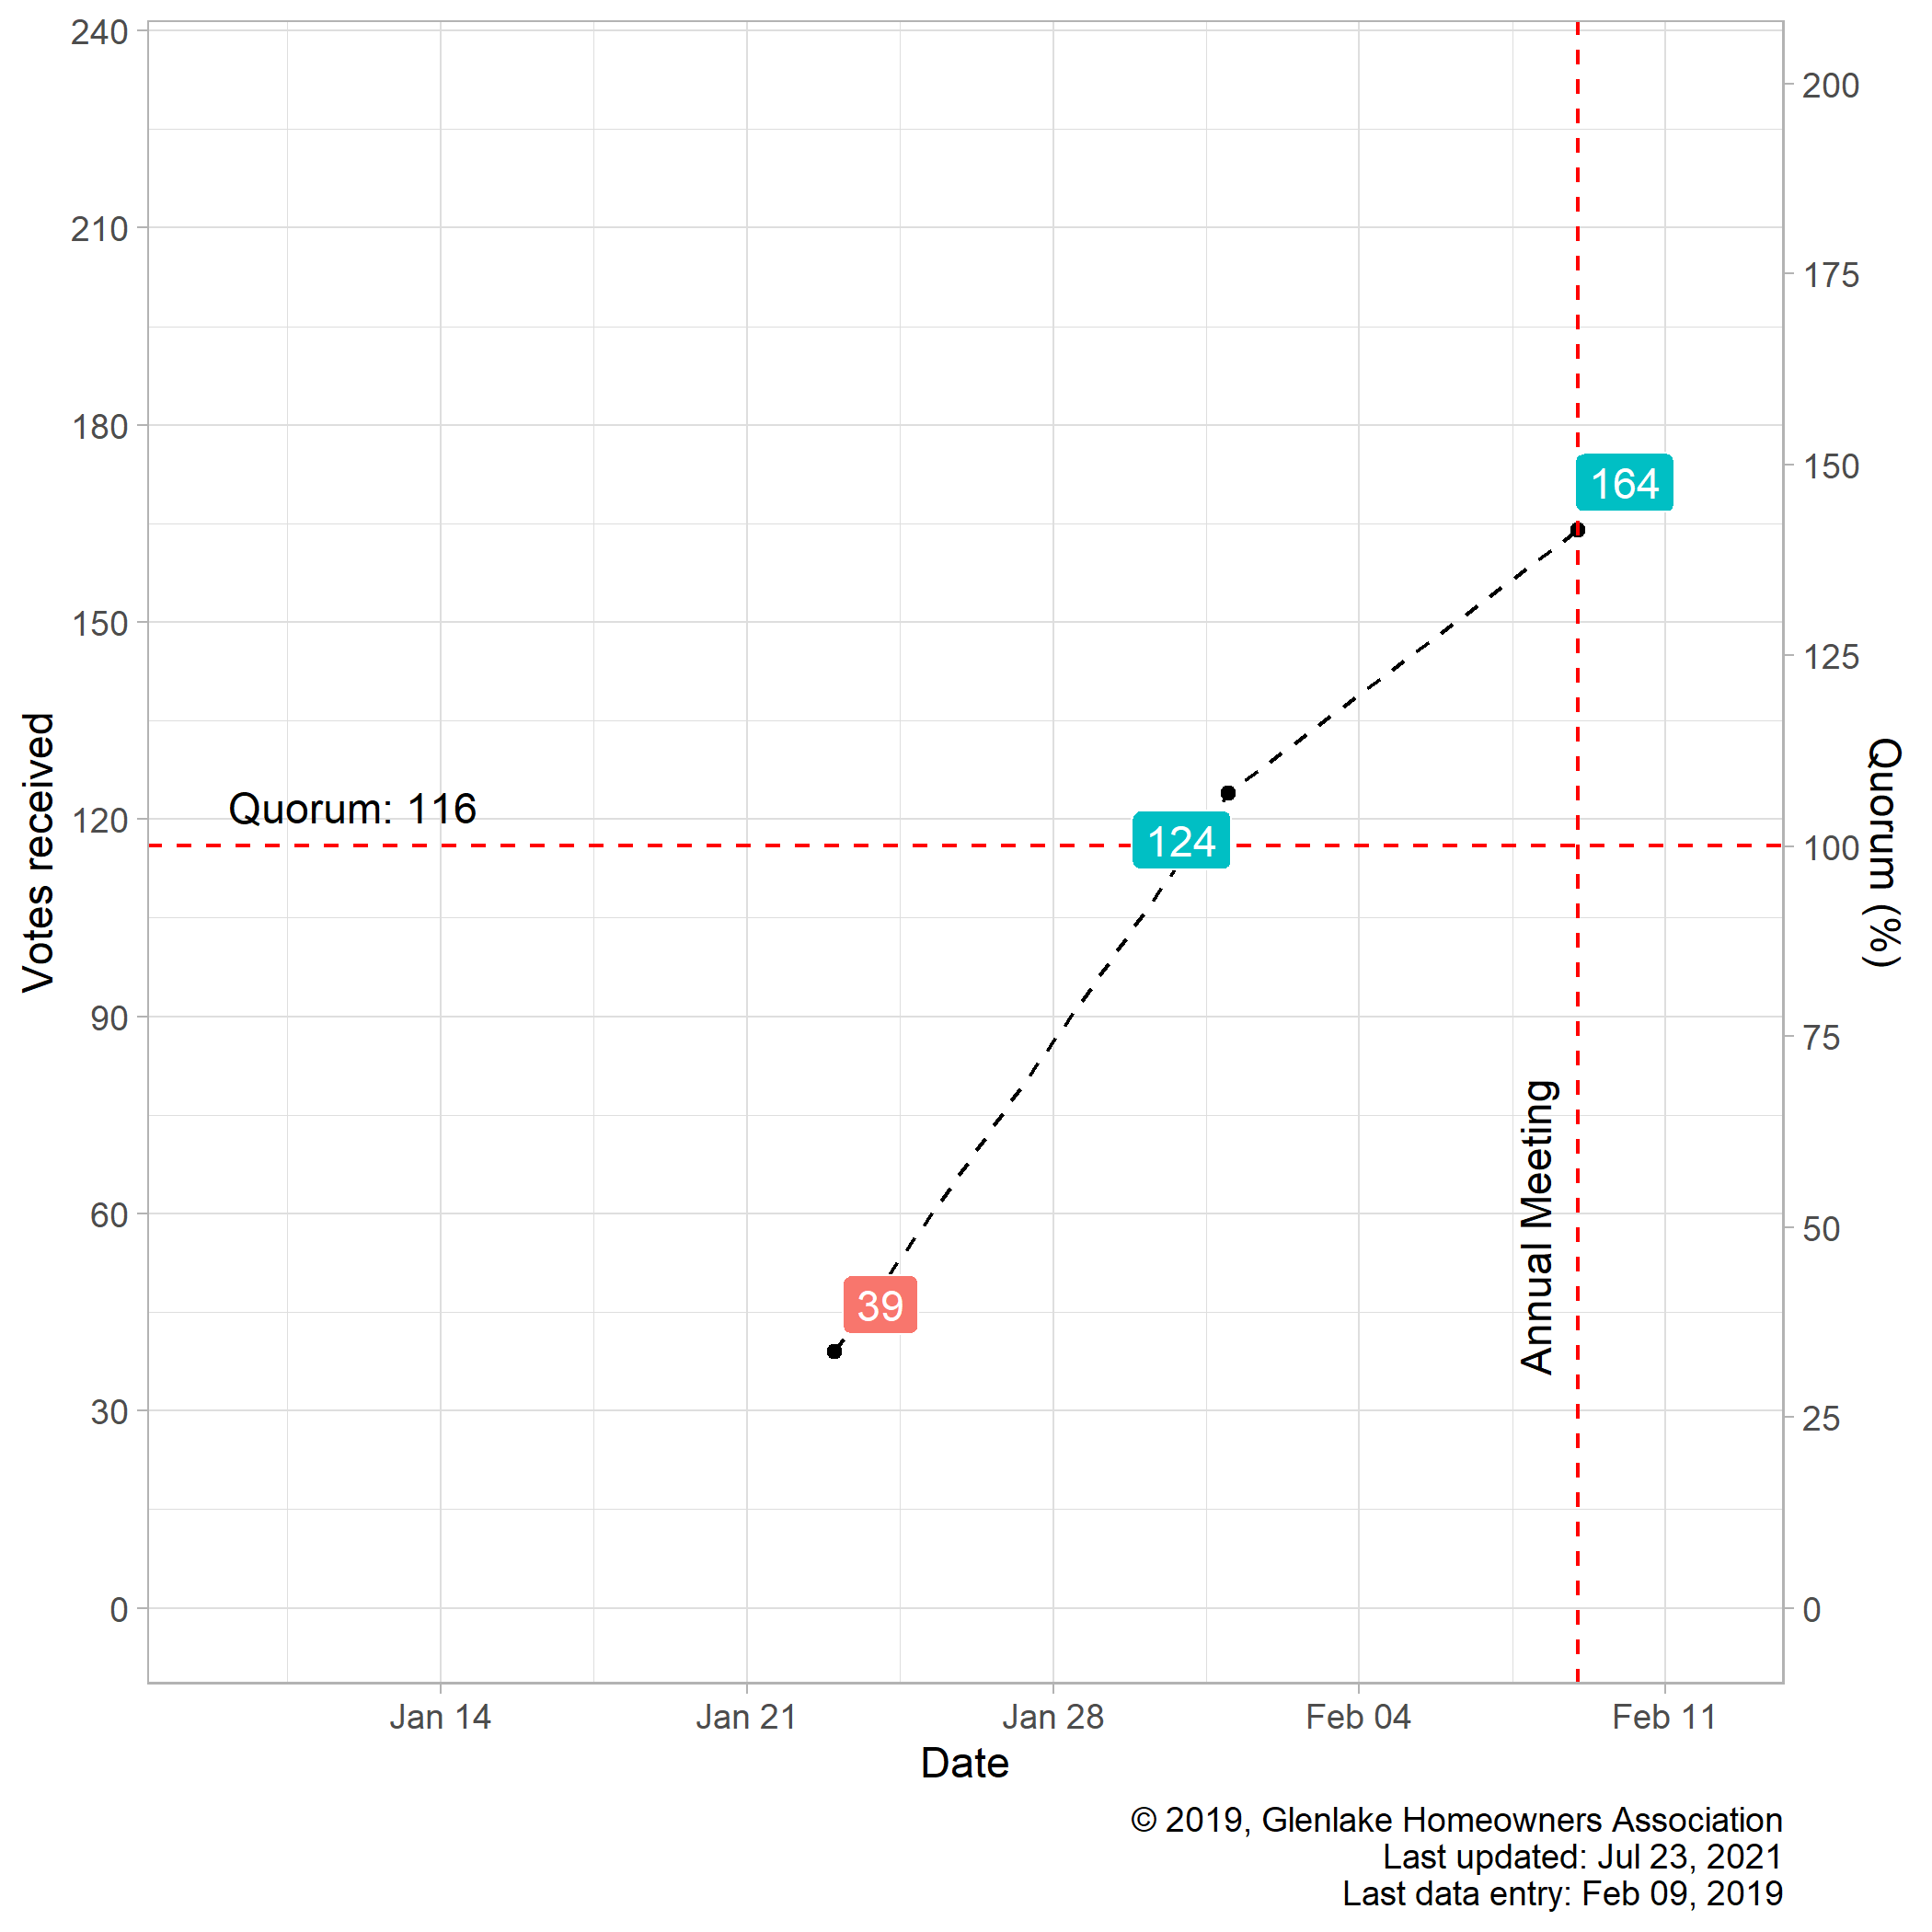 240
210
180
150
120
90
60
30
0
Votes received
Quorum: 116
39
124
164
Annual Meeting
200
175
150
125
100
75
50
25
0
Quorum (%)
Jan 14
Jan 21
Jan 28
Feb 04
Feb 11
Date
© 2019, Glenlake Homeowners Association
Last updated: Jul 23, 2021
Last data entry: Feb 09, 2019